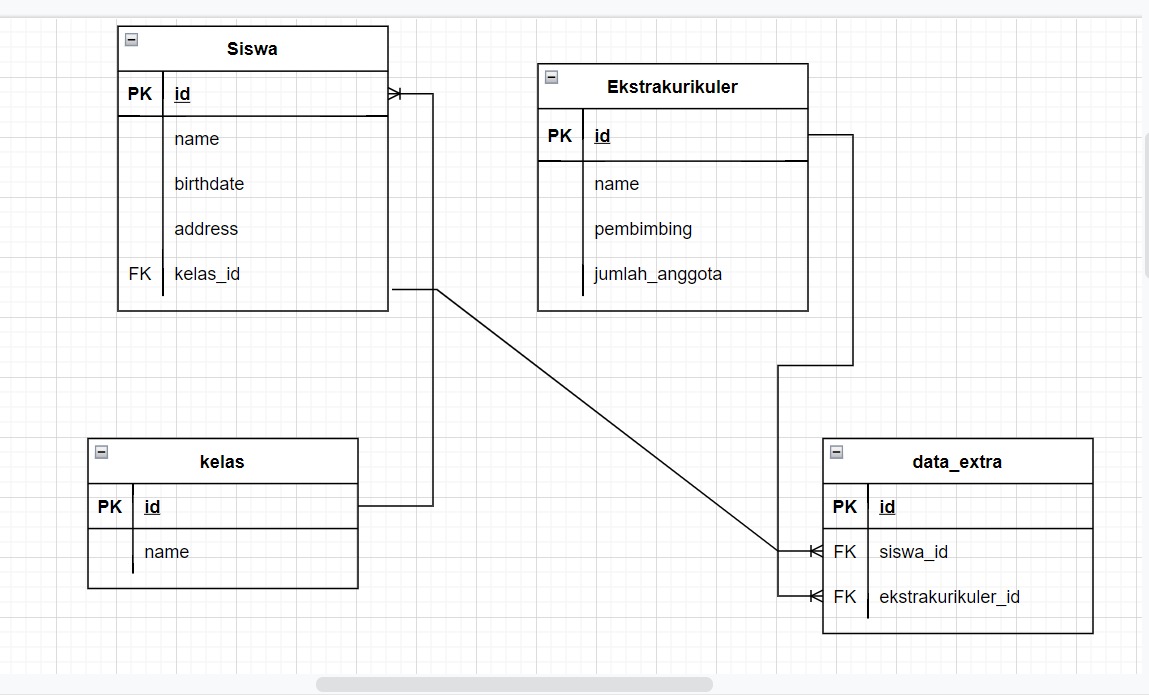 Siswa
PK id
name
birthdate
address
FK kelas_id
Ekstrakurikuler
PK id
name
pembimbing
jumlah_anggota
kelas
PK id
name
data_extra
PK id
FK siswa_id
FK ekstrakurikuler_id